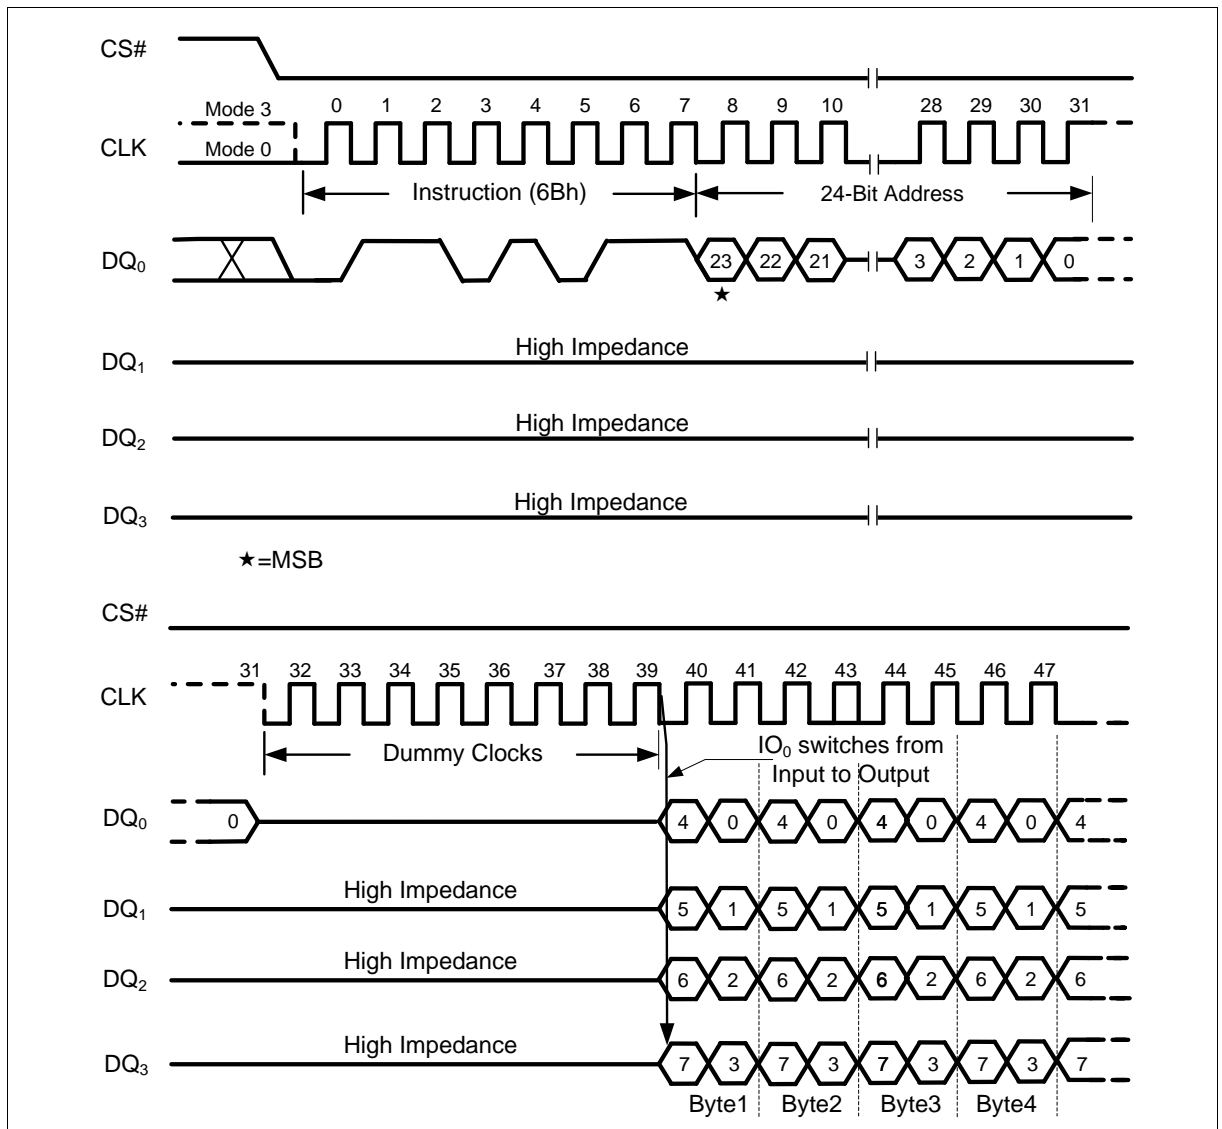 CS#
Mode 3 0 1 2 3 4 5 6 7 8 9 10 28 29 30 31
CLK Mode 0
Instruction (6Bh) 24-Bit Address
DQ0 23 22 21 3 2 1 0
★
High Impedance
DQ1
High Impedance
DQ2
High Impedance
DQ3
★=MSB
CS#
31 32 33 34 35 36 37 38 39 40 41 42 43 44 45 46 47
CLK
Dummy Clocks
IO0 switches from
Input to Output
DQ0 0 4 0 4 0 4 0 4 0 4
High Impedance
DQ1 5 1 5 1 5 1 5 1 5
High Impedance
DQ2 6 2 6 2 6 2 6 2 6
High Impedance
DQ3 7 3 7 3 7 3 7 3 7
Byte1 Byte2 Byte3 Byte4